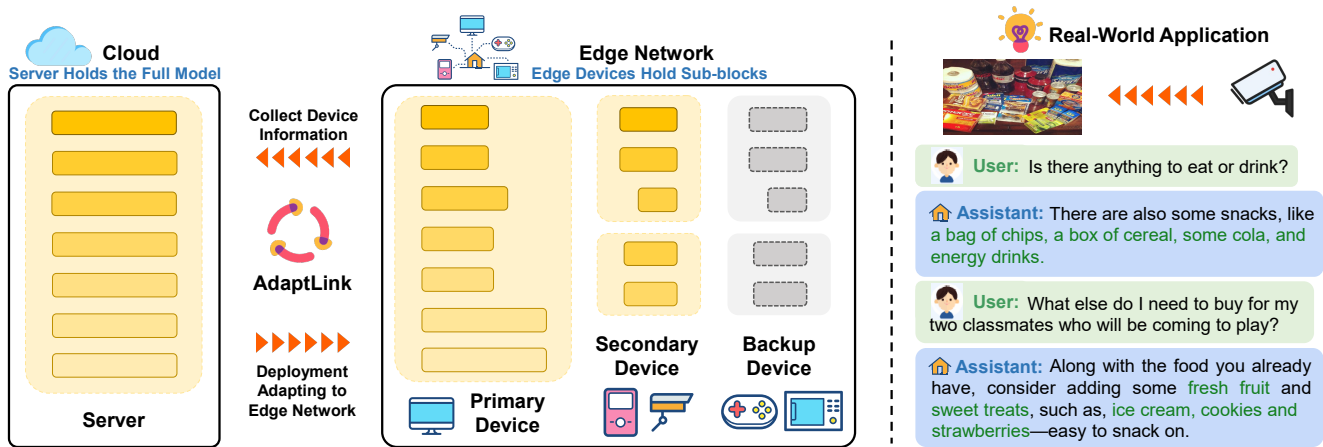 Cloud
Server Holds the Full Model
Server
Collect Device
Information
AdaptLink
Deployment
Adapting to
Edge Network
Edge Network
Edge Devices Hold Sub-blocks
Primary
Device
Secondary
Device
Backup
Device
Real-World Application
User: Is there anything to eat or drink?
Assistant: There are also some snacks, like
a bag of chips, a box of cereal, some cola, and
energy drinks.
User: What else do I need to buy for my
two classmates who will be coming to play?
Assistant: Along with the food you already
have, consider adding some fresh fruit and
sweet treats, such as, ice cream, cookies and
strawberries—easy to snack on.